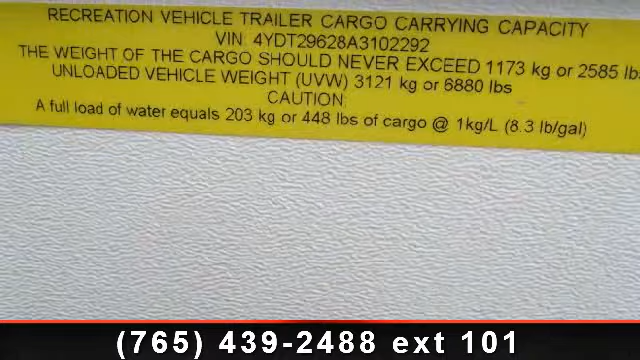 RECREATION VEHICLE TRAILER CARGO CARRYING CAPACITY
VIN: 4YDT29628A3102292
THE WEIGHT OF THE CARGO SHOULD NEVER EXCEED 1173 kg or 2585 lb
UNLOADED VEHICLE WEIGHT (UVW) 3121 kg or 6880 lbs
CAUTION:
A full load of water equals 203 kg or 448 lbs of cargo @ 1kg/L (8.3 lb/gal)
(765) 439-2488 ext 101